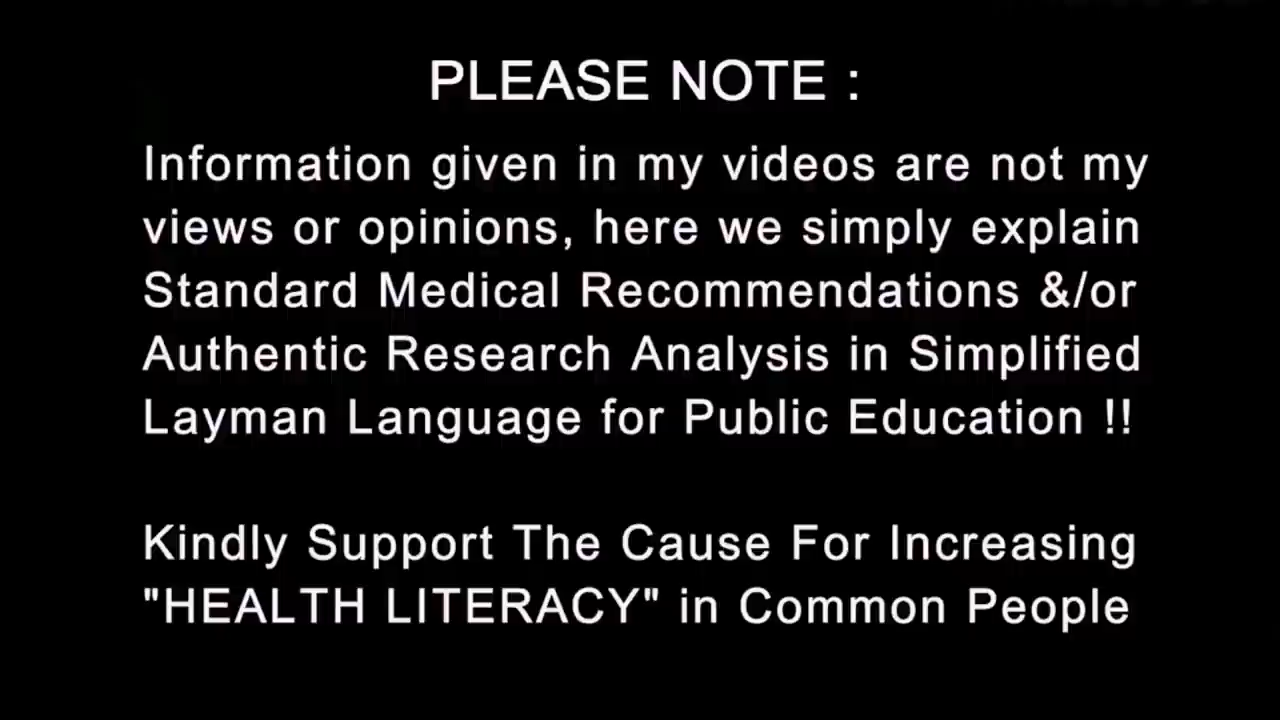 PLEASE NOTE :
Information given in my videos are not my
views or opinions, here we simply explain
Standard Medical Recommendations &/or
Authentic Research Analysis in Simplified
Layman Language for Public Education !!
Kindly Support The Cause For Increasing
"HEALTH LITERACY" in Common People